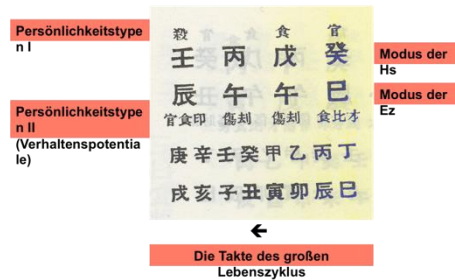 Persönlichkeitstype
n I
殺 食 官
壬 丙 戊 癸
Modus der
Hs
辰 午 午 巳
Modus der
Ez
Persönlichkeitstype
n II
(Verhaltenspotentia
le)
官食印 傷刦 傷刦 食比才
庚辛壬癸甲乙丙丁
戌亥子丑寅卯辰巳
Die Takte des großen
Lebenszyklus